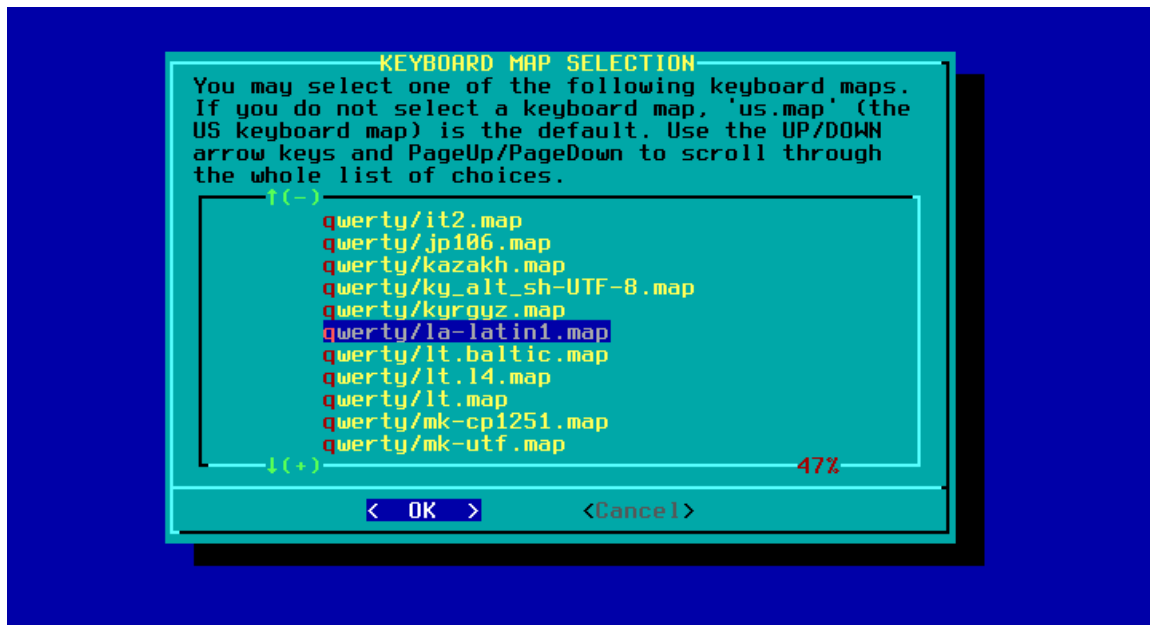 KEYBOARD MAP SELECTION
You may select one of the following keyboard maps.
If you do not select a keyboard map, 'us.map' (the
US keyboard map) is the default. Use the UP/DOWN
arrow keys and PageUp/PageDown to scroll through
the whole list of choices.
↑(-)
qwerty/it2.map
qwerty/jp106.map
qwerty/kazakh.map
qwerty/ky_alt_sh-UTF-8.map
qwerty/kyrgyz.map
qwerty/la-latin1.map
qwerty/lt.baltic.map
qwerty/lt.l4.map
qwerty/lt.map
qwerty/mk-cp1251.map
qwerty/mk-utf.map
↓(+) 47%
< OK > <Cancel>